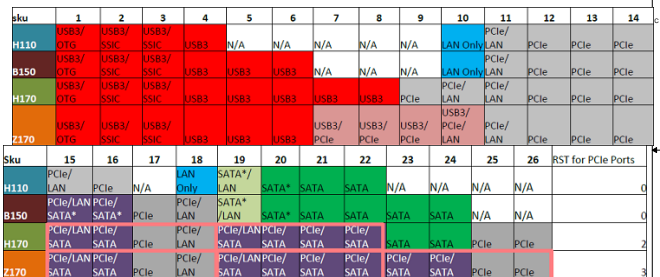 sku 1 2 3 4 5 6 7 8 9 10 11 12 13 14
USB3/ USB3/ USB3/ PCIe/
H110 OTG SSIC SSIC USB3 N/A N/A N/A N/A N/A LAN Only LAN PCIe PCIe PCIe
USB3/ USB3/ USB3/ PCIe/
B150 OTG SSIC SSIC USB3 USB3 USB3 N/A N/A N/A LAN Only LAN PCIe PCIe PCIe
USB3/ USB3/ USB3/ PCIe/ PCIe/
H170 OTG SSIC SSIC USB3 USB3 USB3 USB3 USB3 PCIe LAN LAN PCIe PCIe PCIe
USB3/
USB3/ USB3/ USB3/ USB3/ USB3/ USB3/ PCIe/ PCIe/
Z170 OTG SSIC SSIC USB3 USB3 USB3 PCIe PCIe PCIe LAN LAN PCIe PCIe PCIe
Sku 15 16 17 18 19 20 21 22 23 24 25 26 RST for PCIe Ports
PCIe/ LAN SATA*/
H110 LAN PCIe N/A Only LAN SATA* SATA SATA N/A N/A N/A N/A 0
PCIe/LAN PCIe/ PCIe/ SATA*
B150 SATA* SATA* PCIe LAN /LAN SATA* SATA SATA SATA SATA N/A N/A 0
PCIe/LAN PCIe/ PCIe/ PCIe/LAN PCIe/ PCIe/ PCIe/
H170 SATA SATA PCIe LAN SATA SATA SATA SATA SATA SATA PCIe PCIe 2
PCIe/LAN PCIe/ PCIe/ PCIe/LAN PCIe/ PCIe/ PCIe/ PCIe/ PCIe/
Z170 SATA SATA PCIe LAN SATA SATA SATA SATA SATA SATA PCIe PCIe 3